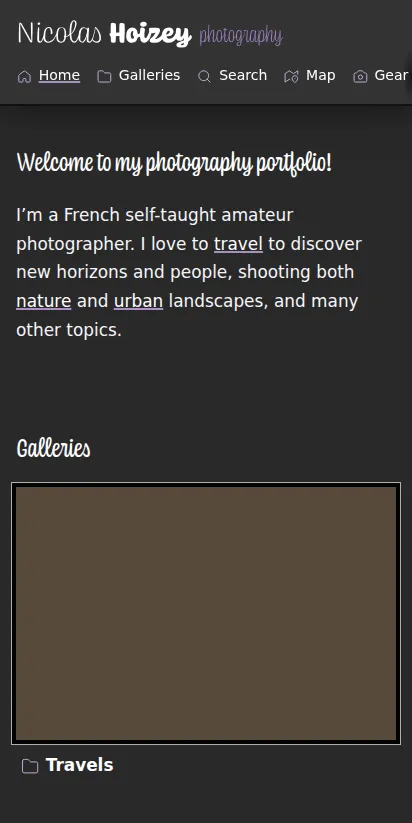 Nicolas Hoizey photography
Home Galleries Search Map Gear
Welcome to my photography portfolio!
I’m a French self-taught amateur
photographer. I love to travel to discover
new horizons and people, shooting both
nature and urban landscapes, and many
other topics.
Galleries
Travels